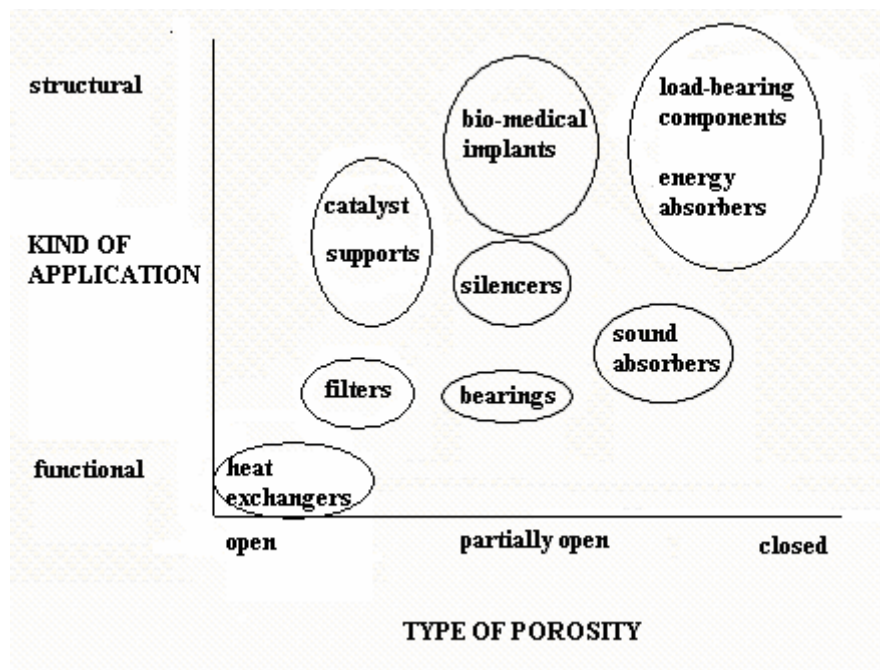 structural
bio-medical
implants
load-bearing
components
energy
absorbers
catalyst
supports
KIND OF
APPLICATION
silencers
sound
absorbers
filters
bearings
functional
heat
exchangers
open
partially open
closed
TYPE OF POROSITY